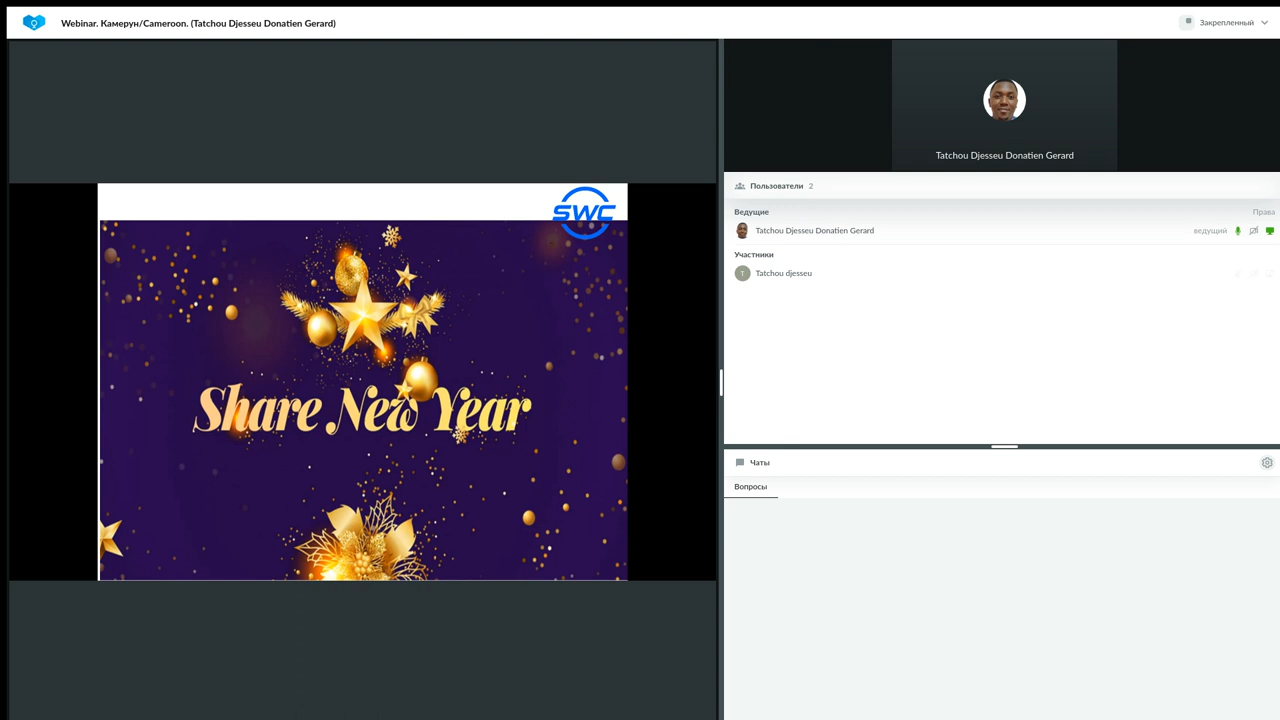 Webinar. Камерун/Cameroon. (Tatchou Djesseu Donatien Gerard)
Закрепленный
SWC
Share New Year
Tatchou Djesseu Donatien Gerard
Пользователи 2
Ведущие Права
Tatchou Djesseu Donatien Gerard ведущий
Участники
T Tatchou djesseu
Чаты
Вопросы